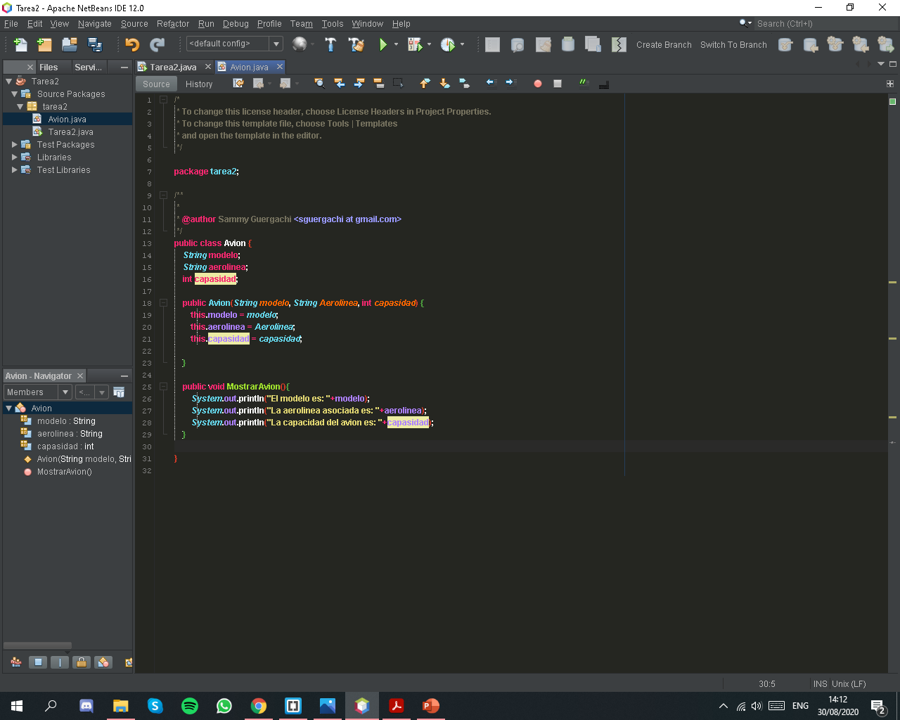 Tarea2 - Apache NetBeans IDE 12.0
File Edit View Navigate Source Refactor Run Debug Profile Team Tools Window Help
Search (Ctrl+I)
<default config>
Create Branch Switch To Branch
Files Servi...
Tarea2.java Avion.java
Tarea2
Source Packages
tarea2
Avion.java
Tarea2.java
Test Packages
Libraries
Test Libraries
Source History
1 /*
2 * To change this license header, choose License Headers in Project Properties.
3 * To change this template file, choose Tools | Templates
4 * and open the template in the editor.
5 */
6
7 package tarea2;
8
9 /**
10 *
11 * @author Sammy Guergachi <sguergachi at gmail.com>
12 */
13 public class Avion {
14 String modelo;
15 String aerolinea;
16 int capasidad;
17
18 public Avion(String modelo, String Aerolinea, int capasidad) {
19 this.modelo = modelo;
20 this.aerolinea = Aerolinea;
21 this.capasidad = capasidad;
22
23 }
24
25 public void MostrarAvion(){
26 System.out.println("El modelo es: "+modelo);
27 System.out.println("La aerolinea asociada es: "+aerolinea);
28 System.out.println("La capacidad del avion es: "+capasidad);
29 }
30
31 }
32
Avion - Navigator
Members <...
Avion
modelo : String
aerolinea : String
capasidad : int
Avion(String modelo, Stri
MostrarAvion()
30:5 INS Unix (LF)
ENG
14:12
30/08/2020
2